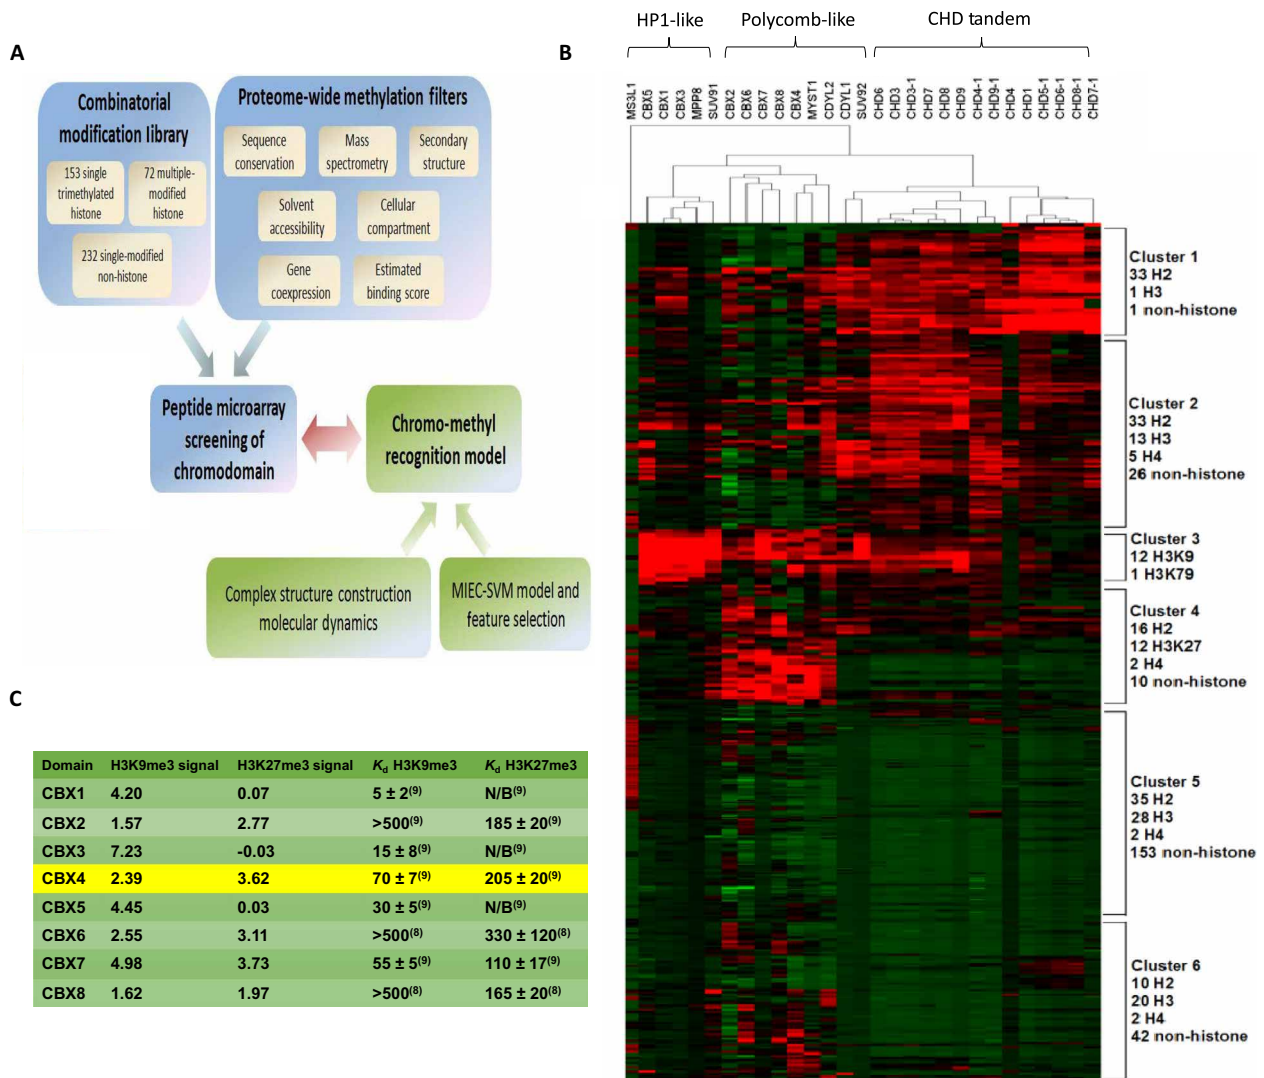 A
Combinatorial
modification library
153 single
trimethylated
histone
72 multiple-
modified
histone
232 single-modified
non-histone
Proteome-wide methylation filters
Sequence
conservation
Mass
spectrometry
Secondary
structure
Solvent
accessibility
Cellular
compartment
Gene
coexpression
Estimated
binding score
Peptide microarray
screening of
chromodomain
Chromo-methyl
recognition model
Complex structure construction
molecular dynamics
MIEC-SVM model and
feature selection
B
HP1-like
Polycomb-like
CHD tandem
MS3L1
CBX5
CBX1
CBX3
MPP8
SUV91
CBX2
CBX6
CBX7
CBX8
CBX4
MYST1
CDYL2
CDYL1
SUV92
CHD6
CHD3
CHD3-1
CHD7
CHD8
CHD9
CHD4-1
CHD9-1
CHD4
CHD1
CHD5-1
CHD6-1
CHD8-1
CHD7-1
Cluster 1
33 H2
1 H3
1 non-histone
Cluster 2
33 H2
13 H3
5 H4
26 non-histone
Cluster 3
12 H3K9
1 H3K79
Cluster 4
16 H2
12 H3K27
2 H4
10 non-histone
Cluster 5
35 H2
28 H3
2 H4
153 non-histone
Cluster 6
10 H2
20 H3
2 H4
42 non-histone
C
Domain H3K9me3 signal H3K27me3 signal Kd H3K9me3 Kd H3K27me3
CBX1 4.20 0.07 5 ± 2(9) N/B(9)
CBX2 1.57 2.77 >500(9) 185 ± 20(9)
CBX3 7.23 -0.03 15 ± 8(9) N/B(9)
CBX4 2.39 3.62 70 ± 7(9) 205 ± 20(9)
CBX5 4.45 0.03 30 ± 5(9) N/B(9)
CBX6 2.55 3.11 >500(8) 330 ± 120(8)
CBX7 4.98 3.73 55 ± 5(9) 110 ± 17(9)
CBX8 1.62 1.97 >500(8) 165 ± 20(8)